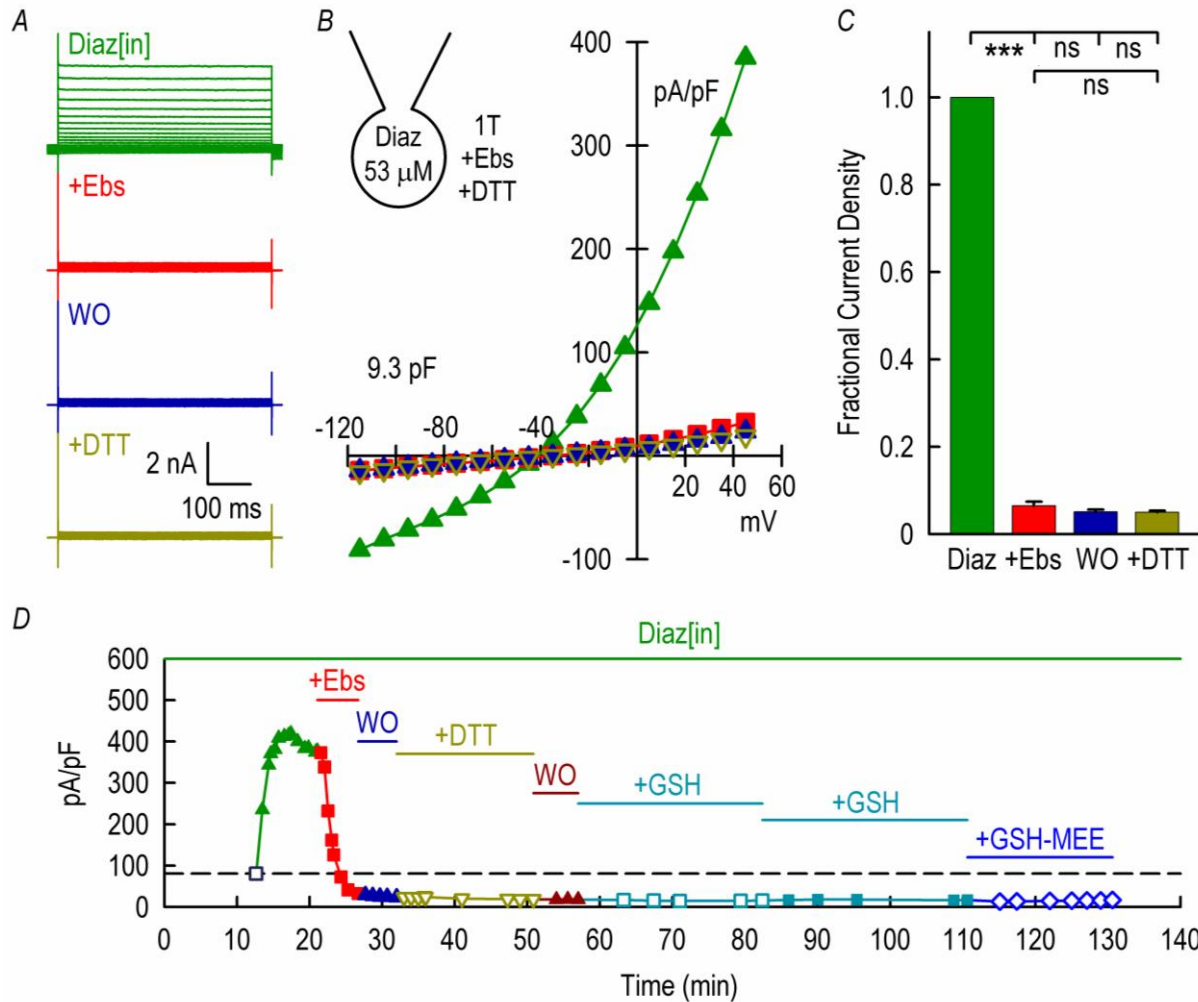 A
Diaz[in]
+Ebs
WO
+DTT
2 nA
100 ms
B
Diaz
53 μM
1T
+Ebs
+DTT
9.3 pF
pA/pF
400
300
200
100
-100
-120
-80
-40
20
40
60
mV
C
***
ns
ns
ns
Fractional Current Density
1.0
0.8
0.6
0.4
0.2
0
Diaz
+Ebs
WO
+DTT
D
Diaz[in]
+Ebs
WO
+DTT
WO
+GSH
+GSH
+GSH-MEE
pA/pF
600
500
400
300
200
100
0
0 10 20 30 40 50 60 70 80 90 100 110 120 130 140
Time (min)